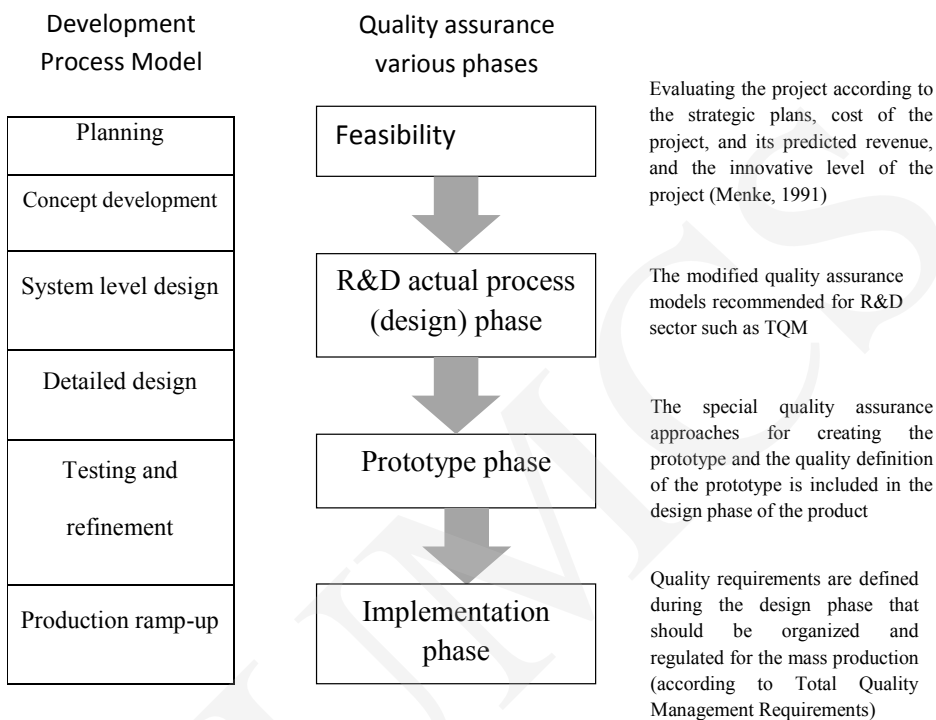 Development
Process Model
Planning
Concept development
System level design
Detailed design
Testing and
refinement
Production ramp-up
Quality assurance
various phases
Feasibility
R&D actual process
(design) phase
Prototype phase
Implementation
phase
Evaluating the project according to
the strategic plans, cost of the
project, and its predicted revenue,
and the innovative level of the
project (Menke, 1991)
The modified quality assurance
models recommended for R&D
sector such as TQM
The special quality assurance
approaches for creating the
prototype and the quality definition
of the prototype is included in the
design phase of the product
Quality requirements are defined
during the design phase that
should be organized and
regulated for the mass production
(according to Total Quality
Management Requirements)
UMCS